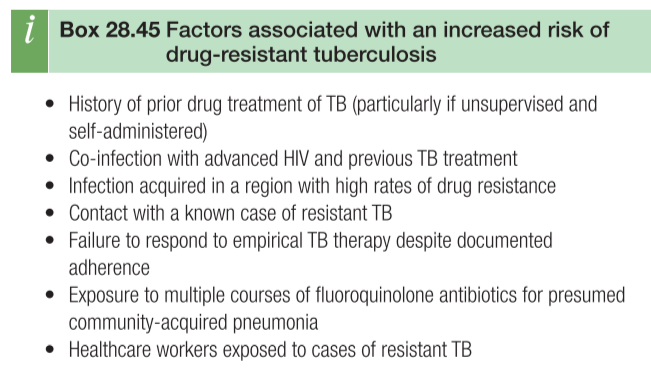 i
Box 28.45 Factors associated with an increased risk of
drug-resistant tuberculosis
• History of prior drug treatment of TB (particularly if unsupervised and
self-administered)
• Co-infection with advanced HIV and previous TB treatment
• Infection acquired in a region with high rates of drug resistance
• Contact with a known case of resistant TB
• Failure to respond to empirical TB therapy despite documented
adherence
• Exposure to multiple courses of fluoroquinolone antibiotics for presumed
community-acquired pneumonia
• Healthcare workers exposed to cases of resistant TB